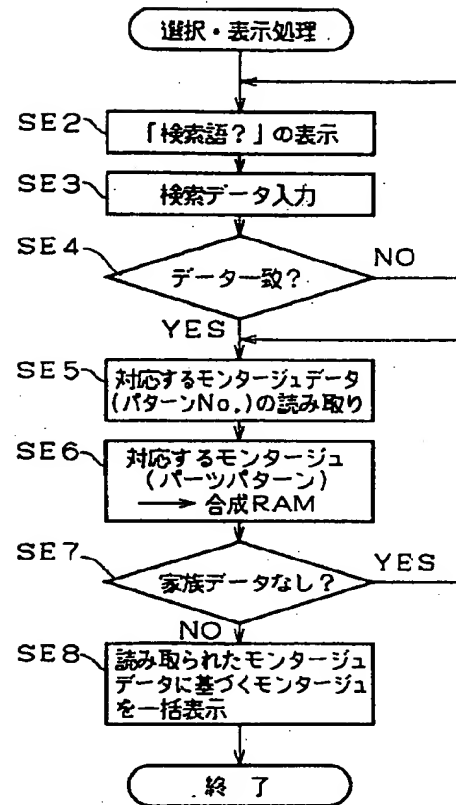 選択・表示処理
SE2
「検索語?」の表示
SE3
検索データ入力
SE4
データ一致?
NO
YES
SE5
対応するモンタージュデータ
(パターンNo.)の読み取り
SE6
対応するモンタージュ
(パーツパターン)
→ 合成RAM
SE7
家族データなし?
YES
NO
SE8
読み取られたモンタージュ
データに基づくモンタージュ
を一括表示
終了